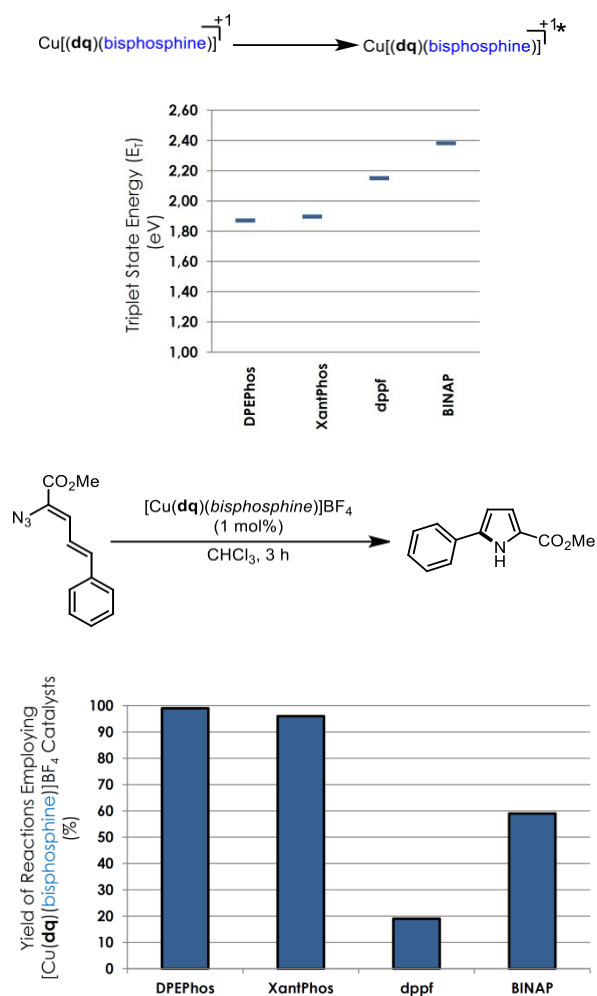 Cu[(dq)(bisphosphine)]⁺¹ Cu[(dq)(bisphosphine)]⁺¹*
Triplet State Energy (E_T)
(eV)
2,60
2,40
2,20
2,00
1,80
1,60
1,40
1,20
1,00
DPEPhos
XantPhos
dppf
BINAP
CO₂Me
N₃
[Cu(dq)(bisphosphine)]BF₄
(1 mol%)
CHCl₃, 3 h
N
H
CO₂Me
Yield of Reactions Employing
[Cu(dq)(bisphosphine)]BF₄ Catalysts
(%)
100
90
80
70
60
50
40
30
20
10
0
DPEPhos XantPhos dppf BINAP